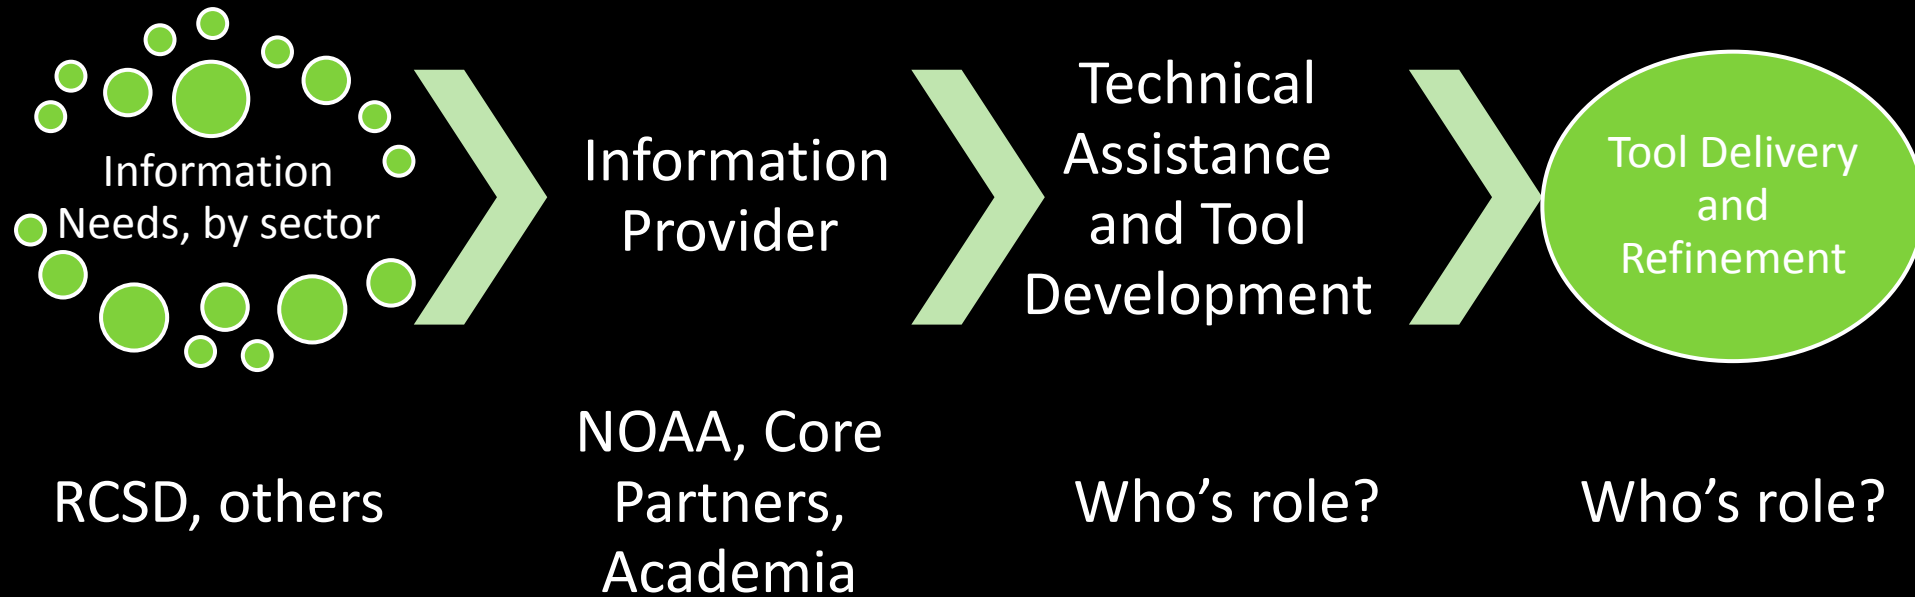 Information
Needs, by sector
Information
Provider
Technical
Assistance
and Tool
Development
Tool Delivery
and
Refinement
RCSD, others
NOAA, Core
Partners,
Academia
Who’s role?
Who’s role?